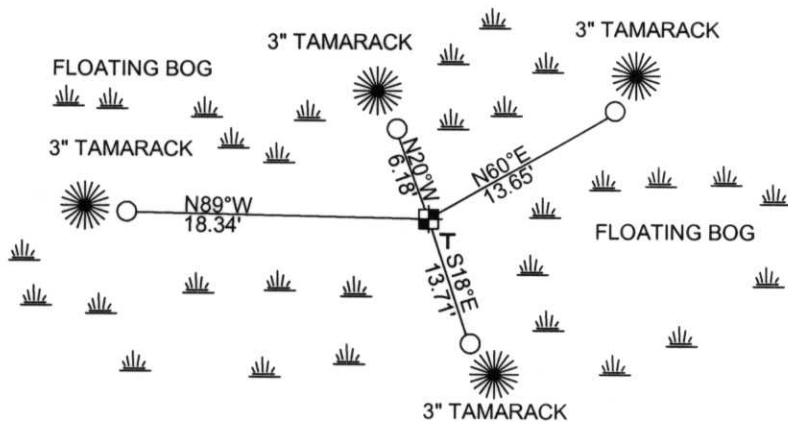 3" TAMARACK
3" TAMARACK
FLOATING BOG
3" TAMARACK
N20°W
6.18'
N60°E
13.65'
N89°W
18.34'
FLOATING BOG
T
S18°E
13.71'
3" TAMARACK